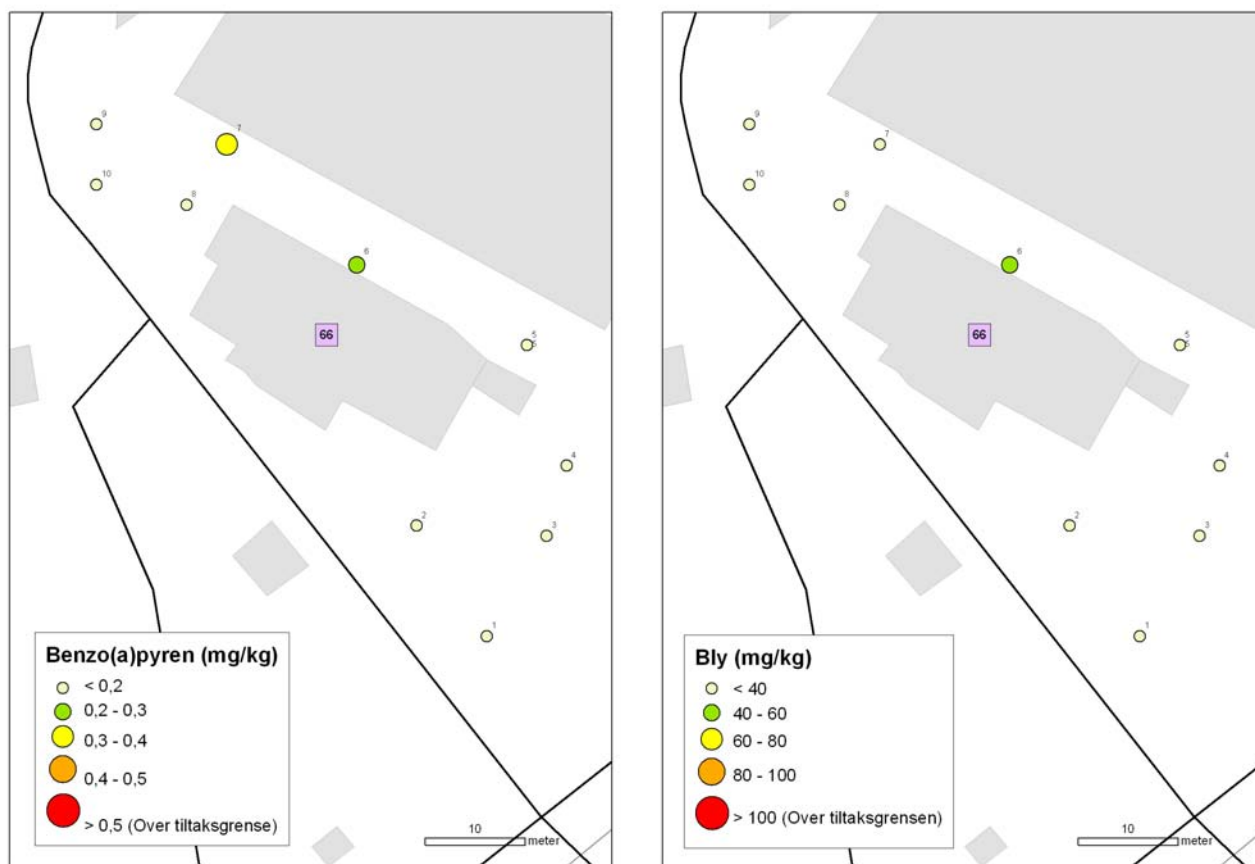 9
7
10
8
6
66
5
5
4
2
3
1
Benzo(a)pyren (mg/kg)
< 0,2
0,2 - 0,3
0,3 - 0,4
0,4 - 0,5
> 0,5 (Over tiltaksgrense)
10
meter
9
7
10
8
6
66
5
5
4
2
3
1
Bly (mg/kg)
< 40
40 - 60
60 - 80
80 - 100
> 100 (Over tiltaksgrensen)
10
meter